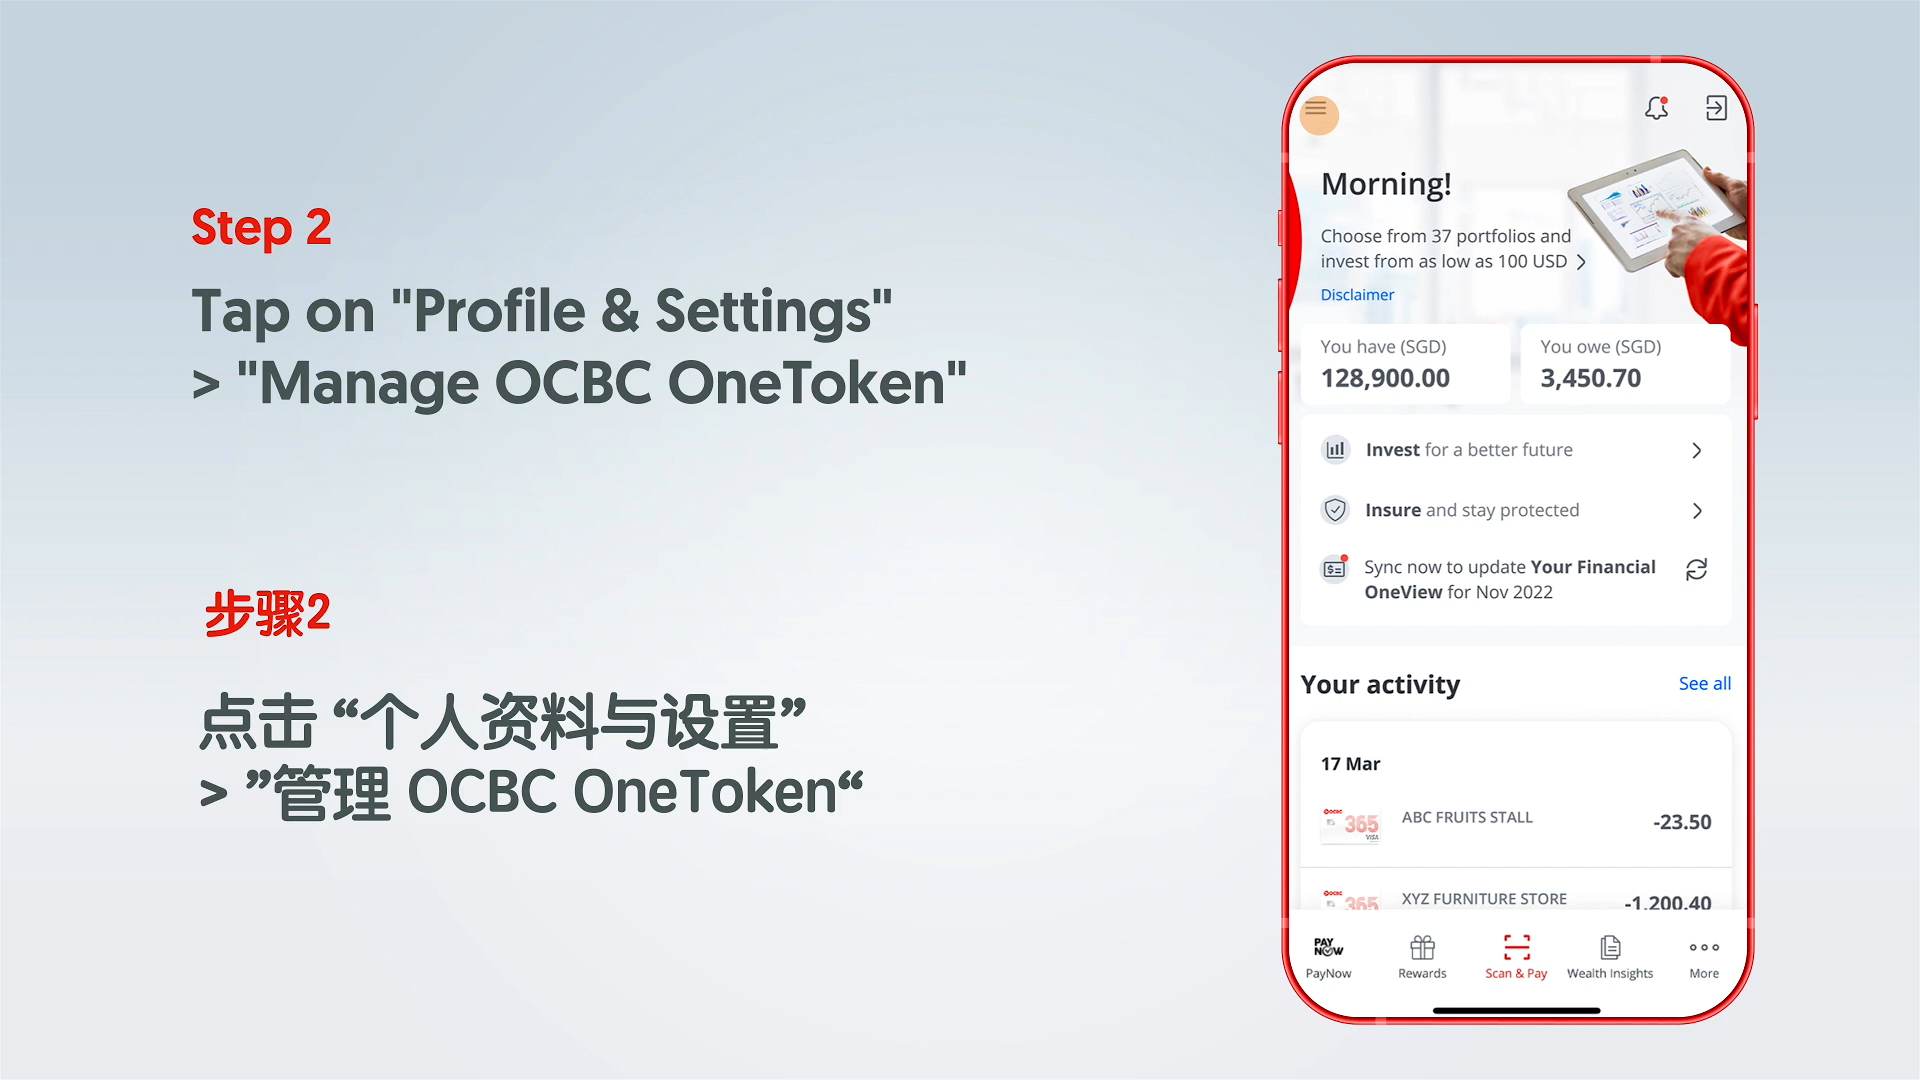 Step 2
Tap on "Profile & Settings"
> "Manage OCBC OneToken"
步骤2
点击 “个人资料与设置”
> ”管理 OCBC OneToken“
Morning!
Choose from 37 portfolios and
invest from as low as 100 USD >
Disclaimer
You have (SGD)
128,900.00
You owe (SGD)
3,450.70
Invest for a better future
Insure and stay protected
Sync now to update Your Financial
OneView for Nov 2022
Your activity
See all
17 Mar
OCBC
365
VISA
ABC FRUITS STALL
-23.50
OCBC
365
XYZ FURNITURE STORE
-1,200.40
PAY
NOW
PayNow
Rewards
Scan & Pay
Wealth Insights
More